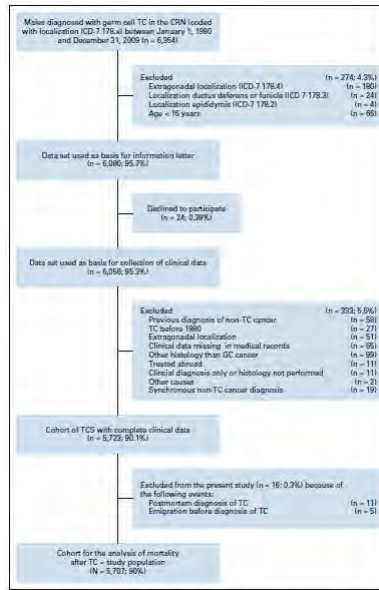 Males diagnosed with germ cell TC in the CRN (coded
with localization ICD-7 178.x) between January 1, 1980
and December 31, 2009 (n = 6,354)
Excluded (n = 274; 4.3%)
Extragonadal localization (ICD-7 178.4) (n = 180)
Localization ductus deferens or funicle (ICD-7 178.3) (n = 24)
Localization epididymis (ICD-7 178.2) (n = 4)
Age < 16 years (n = 66)
Data set used as basis for information letter
(n = 6,080; 95.7%)
Declined to participate
(n = 24; 0.39%)
Data set used as basis for collection of clinical data
(n = 6,056; 95.3%)
Excluded (n = 333; 5.5%)
Previous diagnosis of non-TC cancer (n = 58)
TC before 1980 (n = 27)
Extragonadal localization (n = 51)
Clinical data missing in medical records (n = 55)
Other histology than GC cancer (n = 99)
Treated abroad (n = 11)
Clinical diagnosis only or histology not performed (n = 11)
Other causes (n = 2)
Synchronous non-TC cancer diagnosis (n = 19)
Cohort of TCS with complete clinical data
(n = 5,723; 90.1%)
Excluded from the present study (n = 16; 0.3%) because of
the following events:
Postmortem diagnosis of TC (n = 11)
Emigration before diagnosis of TC (n = 5)
Cohort for the analysis of mortality
after TC = study population
(N = 5,707; 90%)